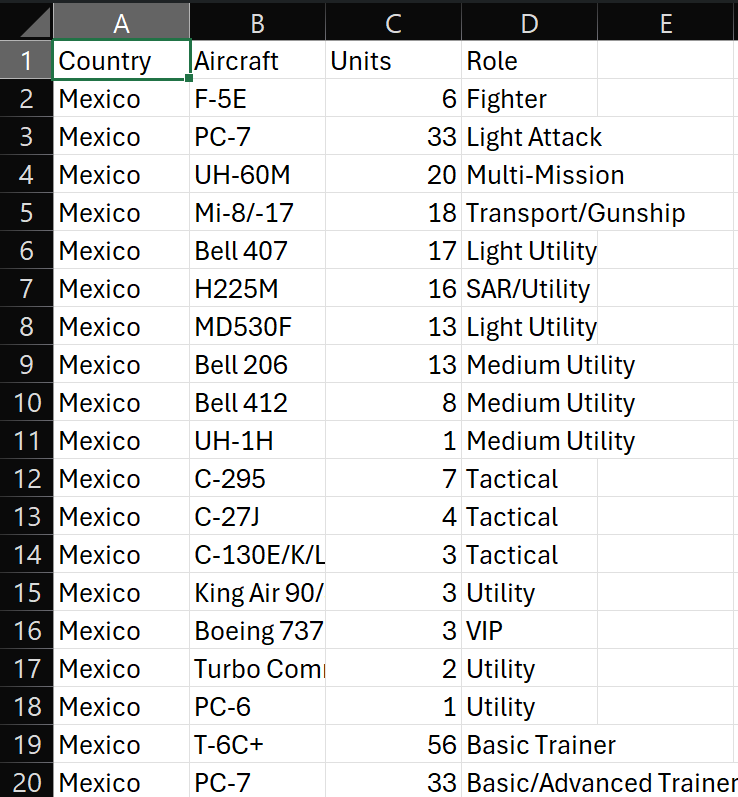 A B C D E
1 Country Aircraft Units Role
2 Mexico F-5E 6 Fighter
3 Mexico PC-7 33 Light Attack
4 Mexico UH-60M 20 Multi-Mission
5 Mexico Mi-8/-17 18 Transport/Gunship
6 Mexico Bell 407 17 Light Utility
7 Mexico H225M 16 SAR/Utility
8 Mexico MD530F 13 Light Utility
9 Mexico Bell 206 13 Medium Utility
10 Mexico Bell 412 8 Medium Utility
11 Mexico UH-1H 1 Medium Utility
12 Mexico C-295 7 Tactical
13 Mexico C-27J 4 Tactical
14 Mexico C-130E/K/L 3 Tactical
15 Mexico King Air 90/ 3 Utility
16 Mexico Boeing 737 3 VIP
17 Mexico Turbo Com 2 Utility
18 Mexico PC-6 1 Utility
19 Mexico T-6C+ 56 Basic Trainer
20 Mexico PC-7 33 Basic/Advanced Trainer